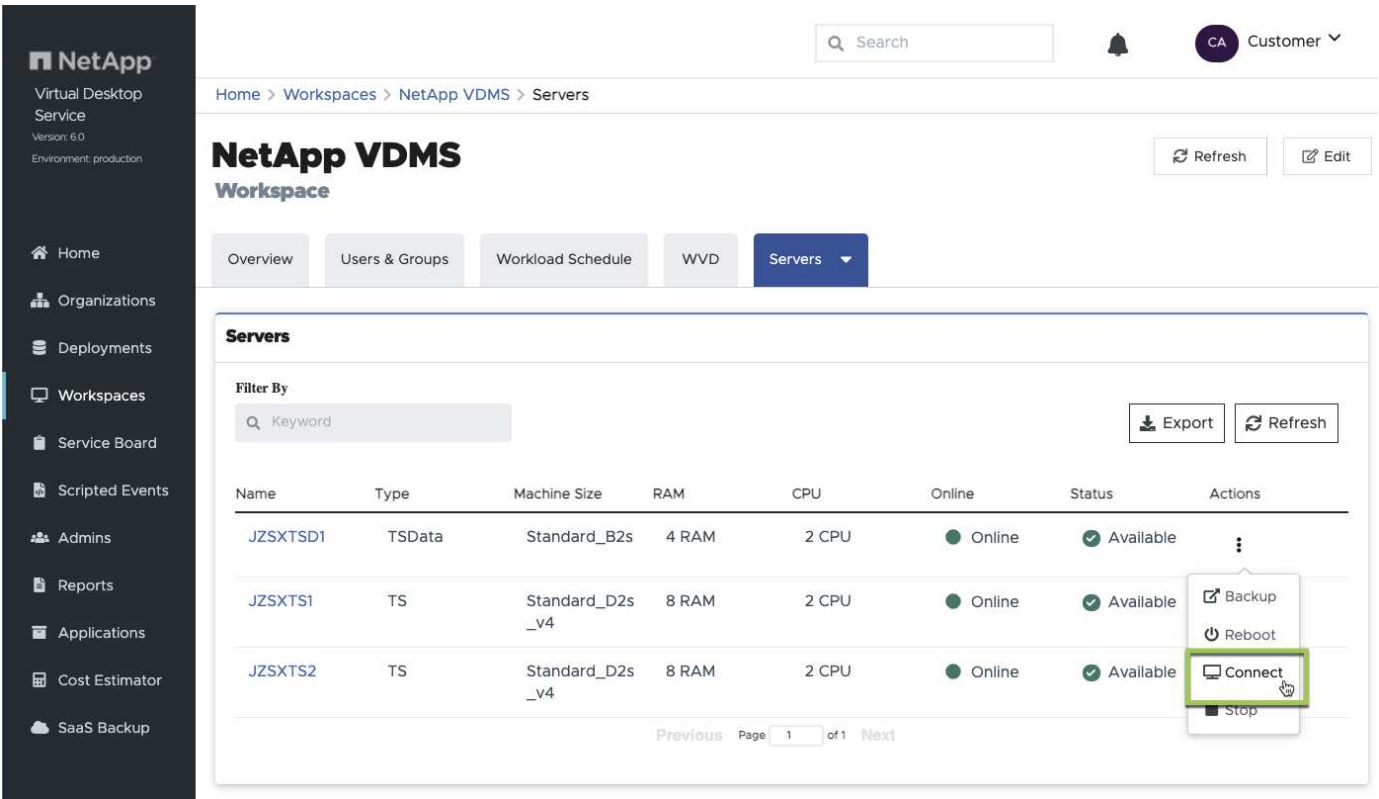 NetApp
Virtual Desktop
Service
Version: 6.0
Environment: production
Home
Organizations
Deployments
Workspaces
Service Board
Scripted Events
Admins
Reports
Applications
Cost Estimator
SaaS Backup
Search
CA Customer
Home > Workspaces > NetApp VDMS > Servers
NetApp VDMS
Workspace
Refresh Edit
Overview Users & Groups Workload Schedule WVD Servers
Servers
Filter By
Keyword
Export Refresh
Name Type Machine Size RAM CPU Online Status Actions
JZSXTSD1 TSData Standard_B2s 4 RAM 2 CPU Online Available
JZSXTS1 TS Standard_D2s 8 RAM 2 CPU Online Available
_v4
JZSXTS2 TS Standard_D2s 8 RAM 2 CPU Online Available
_v4
Backup
Reboot
Connect
Stop
Previous Page 1 of 1 Next